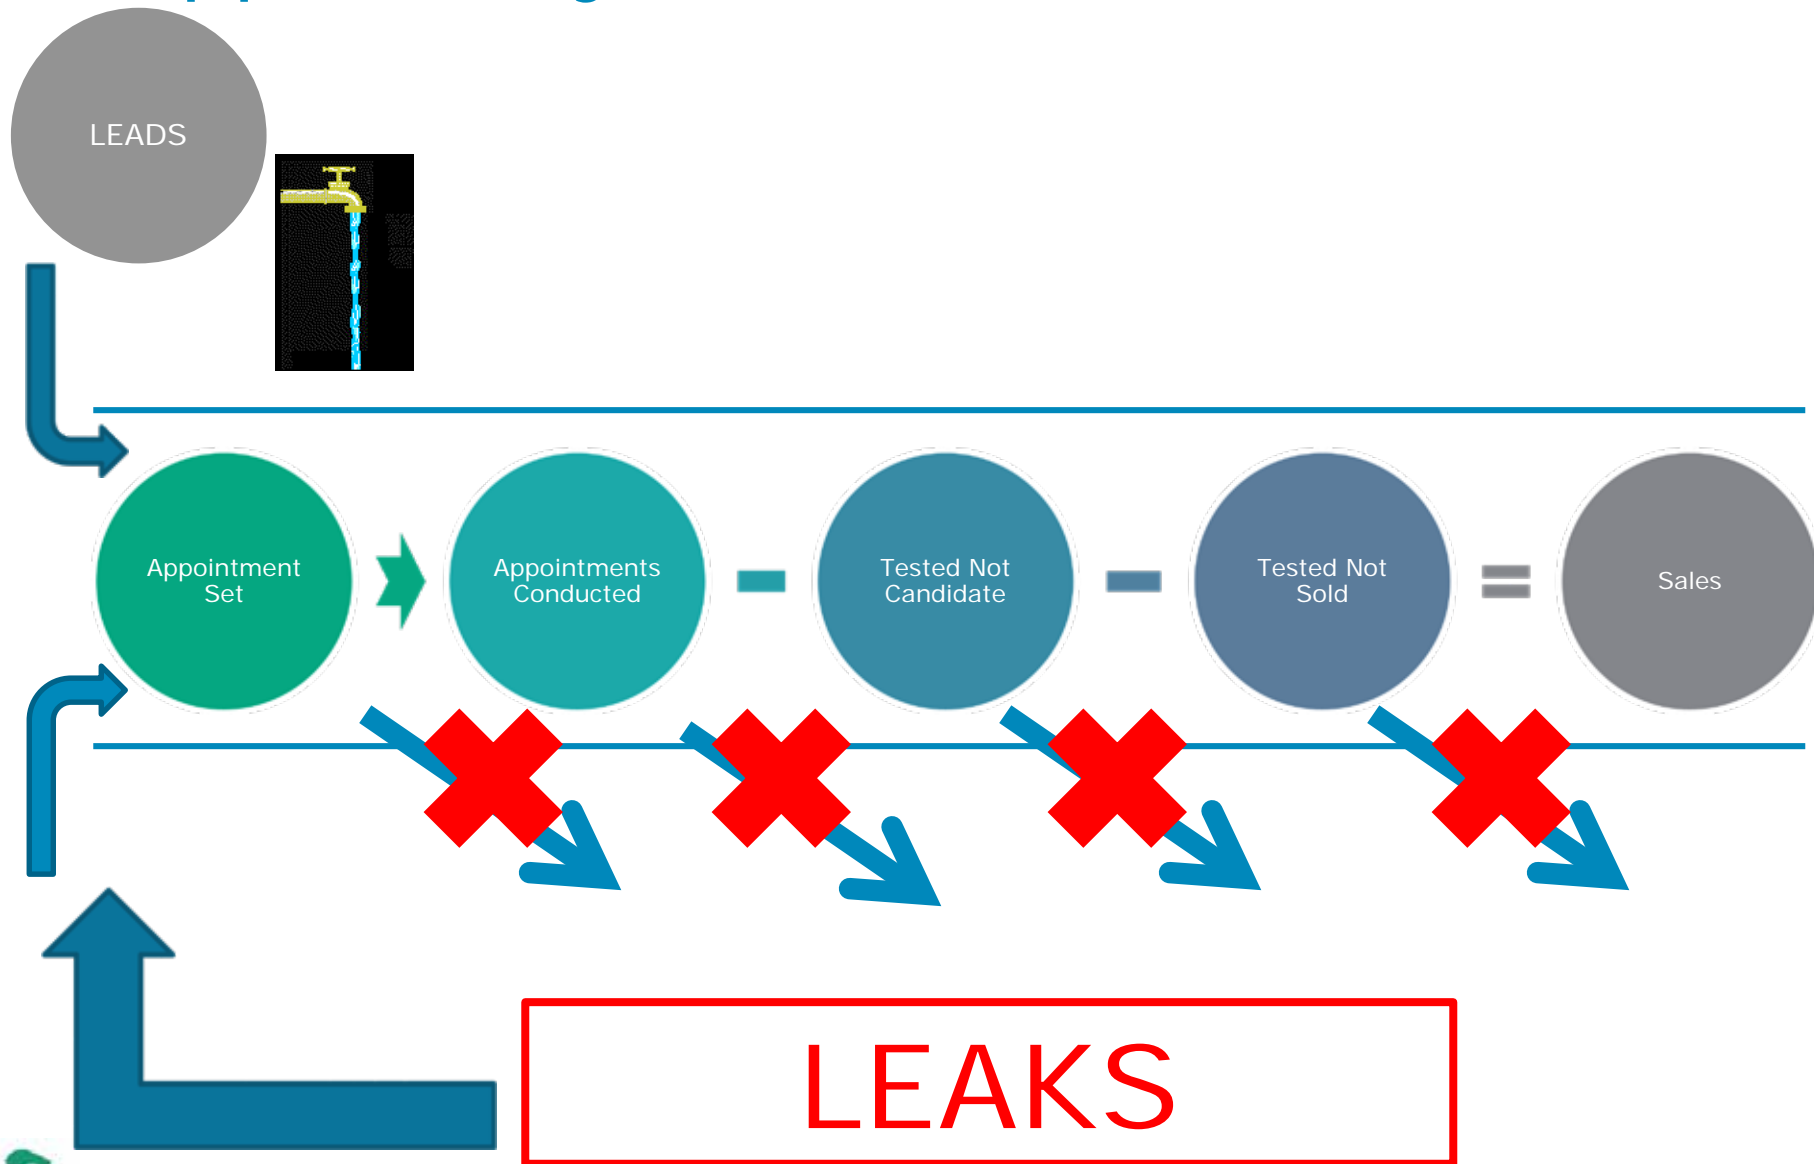 LEADS
Appointment
Set
Appointments
Conducted
Tested Not
Candidate
Tested Not
Sold
Sales
LEAKS